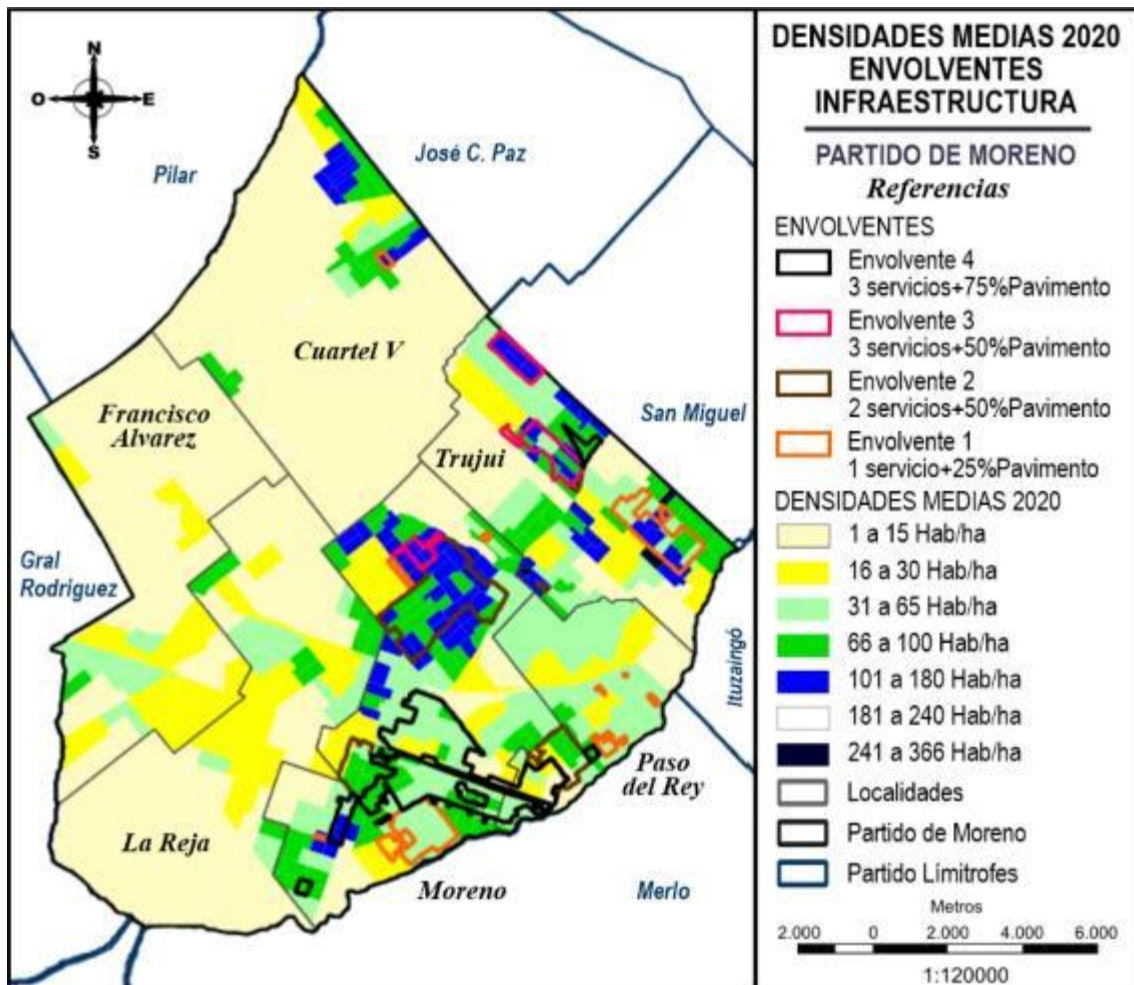 N
O
E
S
Pilar
José C. Paz
Cuartel V
Francisco
Alvarez
San Miguel
Trujui
Gral
Rodríguez
Ituzaingó
Paso
del Rey
La Reja
Moreno
Merlo
DENSIDADES MEDIAS 2020
ENVOLVENTES
INFRAESTRUCTURA
PARTIDO DE MORENO
Referencias
ENVOLVENTES
Envolvente 4
3 servicios+75%Pavimento
Envolvente 3
3 servicios+50%Pavimento
Envolvente 2
2 servicios+50%Pavimento
Envolvente 1
1 servicio+25%Pavimento
DENSIDADES MEDIAS 2020
1 a 15 Hab/ha
16 a 30 Hab/ha
31 a 65 Hab/ha
66 a 100 Hab/ha
101 a 180 Hab/ha
181 a 240 Hab/ha
241 a 366 Hab/ha
Localidades
Partido de Moreno
Partido Límitrofes
Metros
2.000 0 2.000 4.000 6.000
1:120000